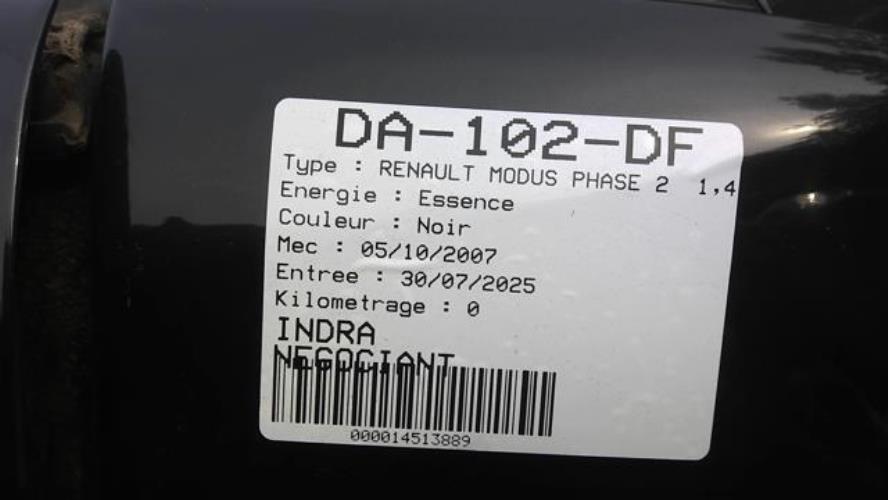 DA-102-DF
Type : RENAULT MODUS PHASE 2 1,4
Energie : Essence
Couleur : Noir
Mec : 05/10/2007
Entree : 30/07/2025
Kilometrage : 0
INDRA
NEGOCIANT
000014513889